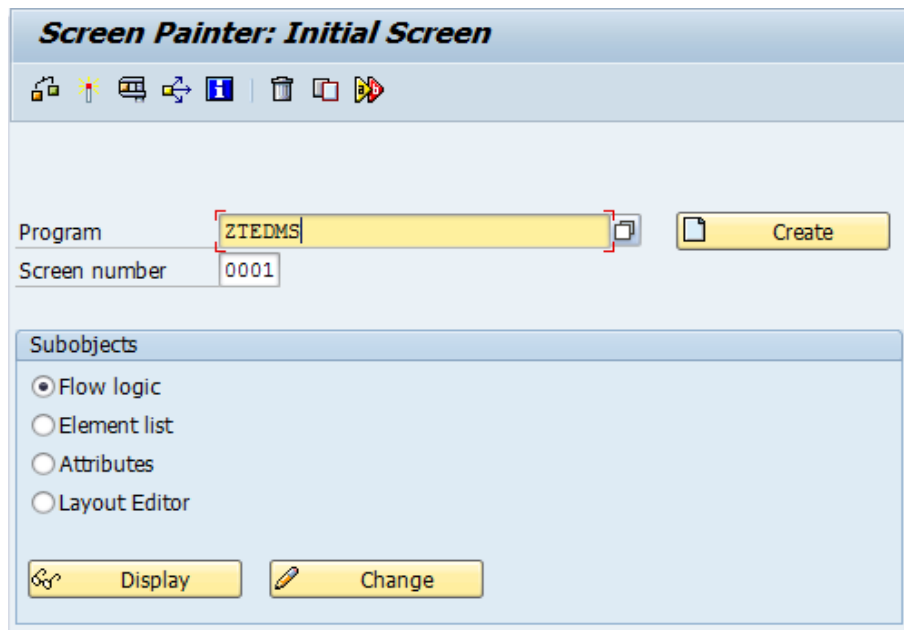 Screen Painter: Initial Screen
Program ZTEDMS Create
Screen number 0001
Subobjects
Flow logic
Element list
Attributes
Layout Editor
Display Change